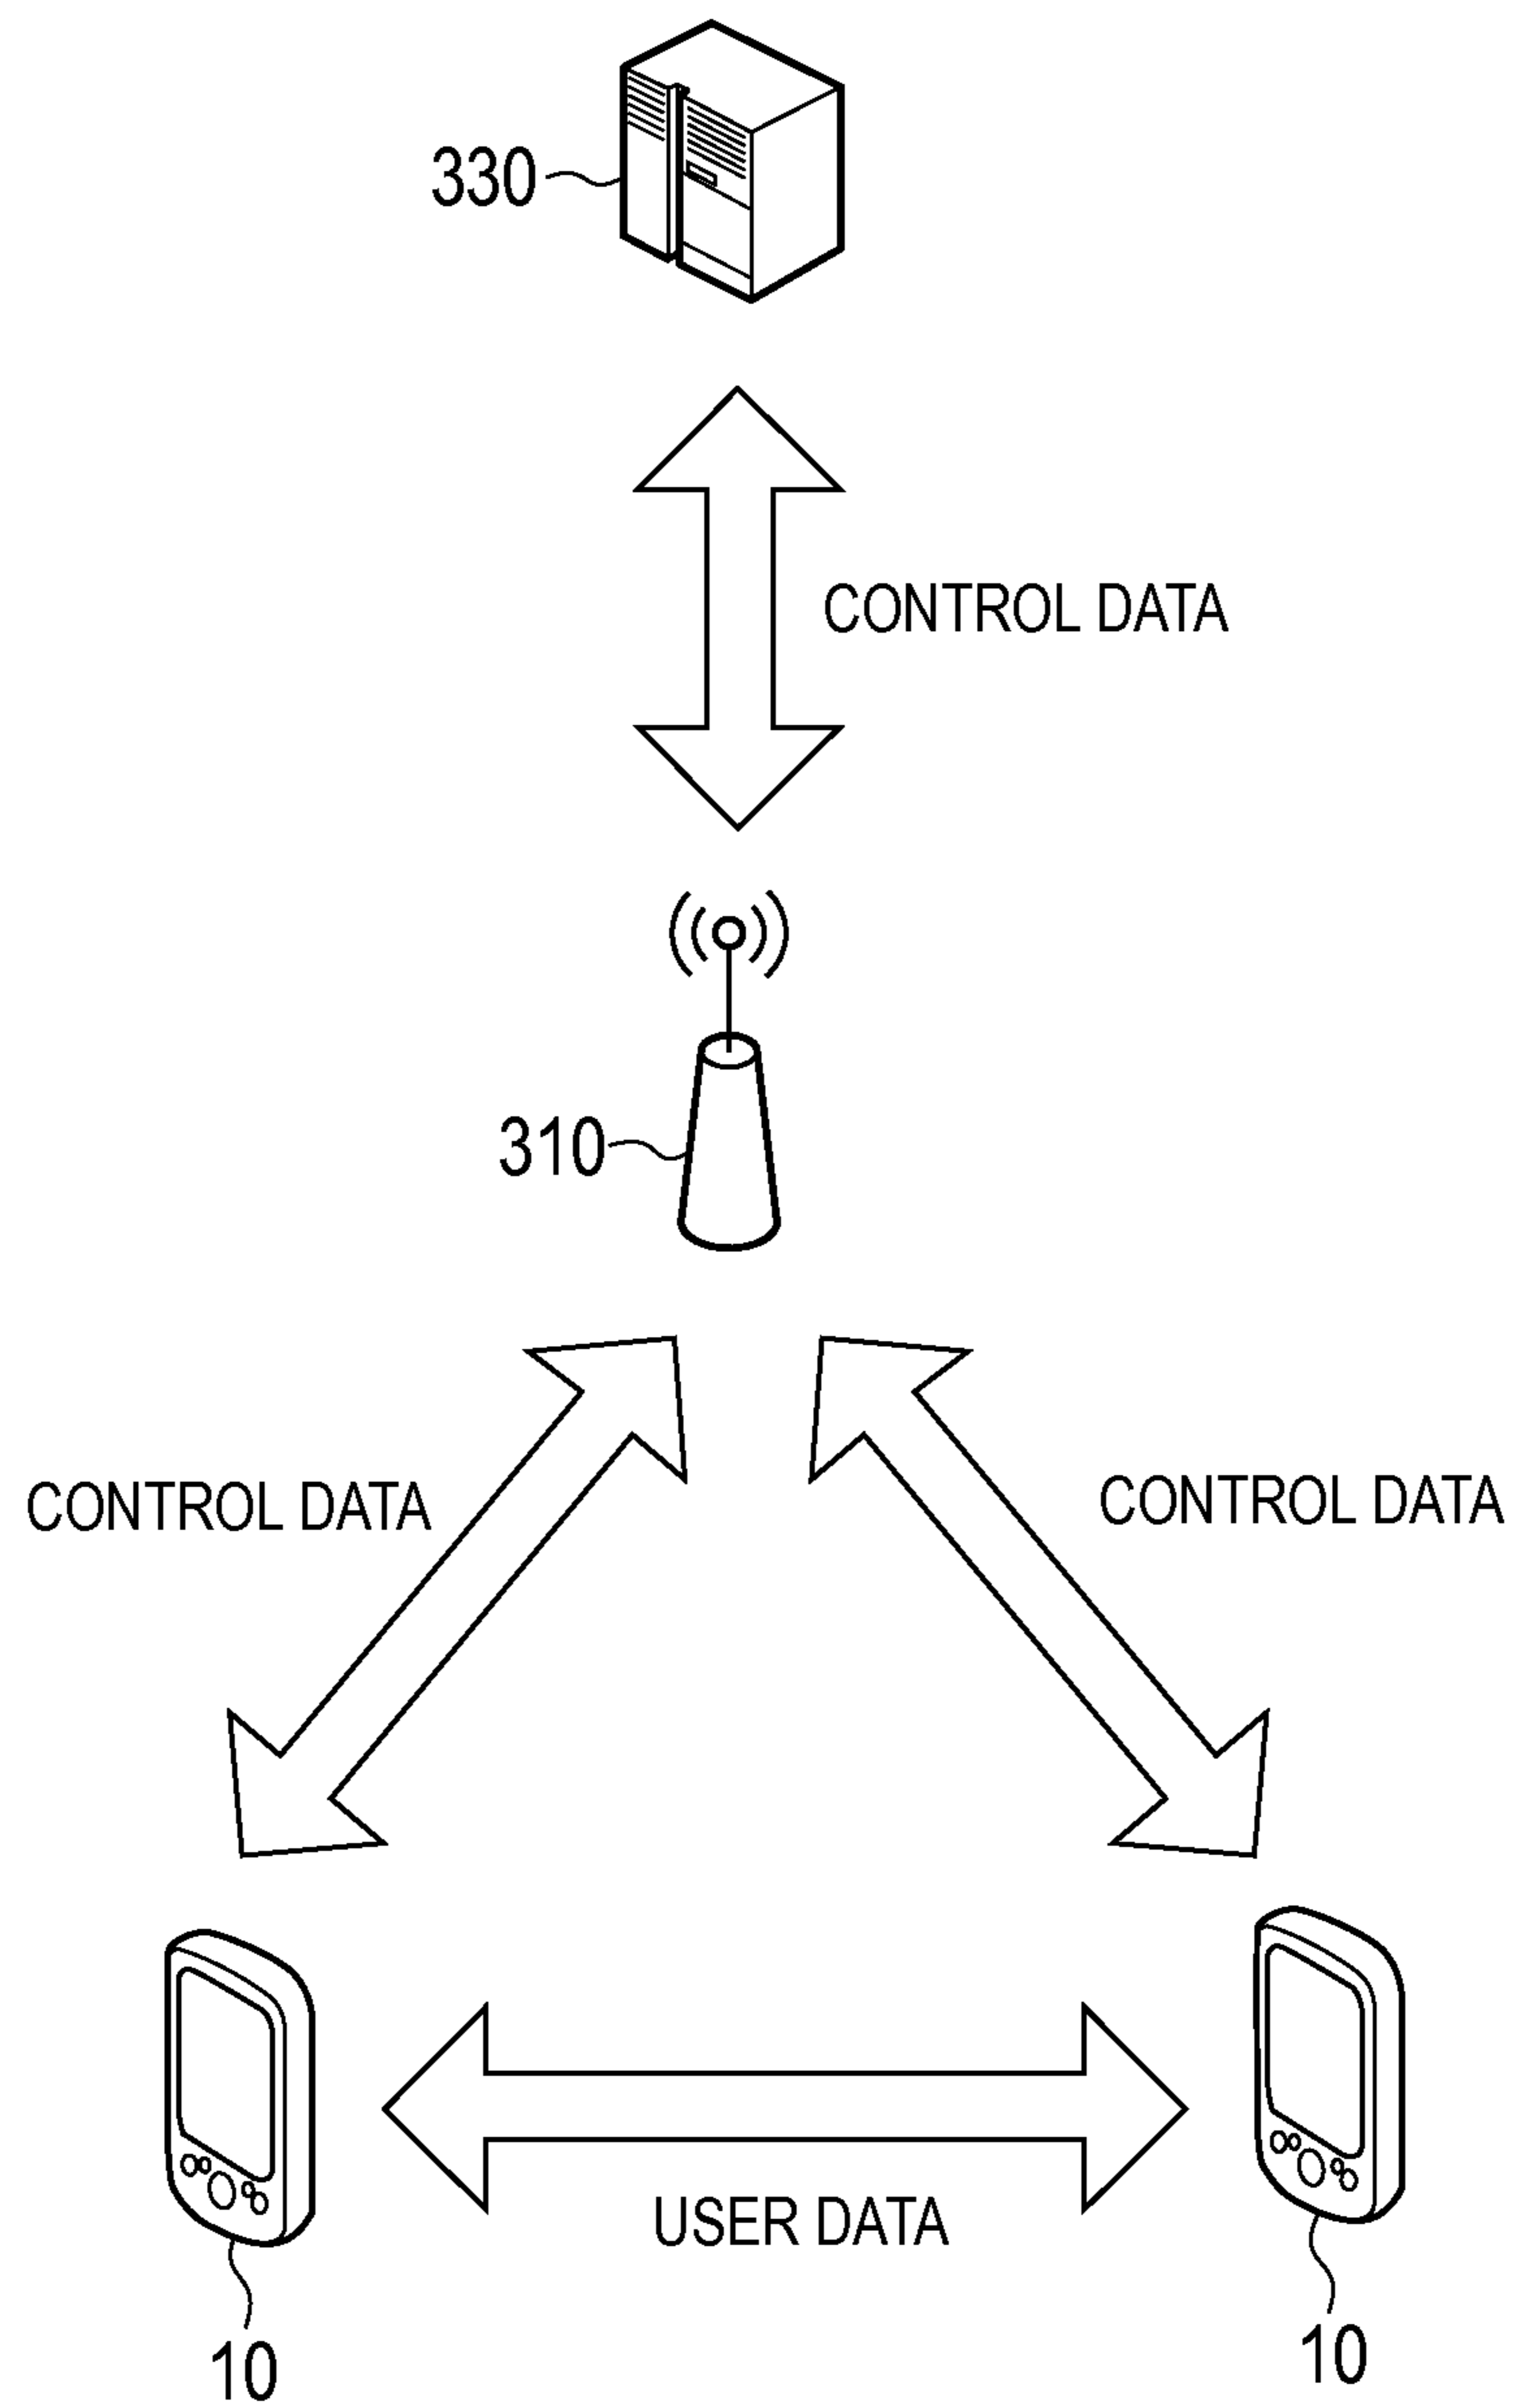 330
CONTROL DATA
310
CONTROL DATA
CONTROL DATA
USER DATA
10
10